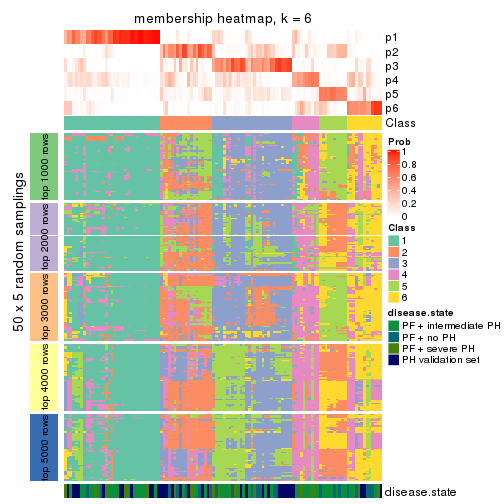 membership heatmap, k = 6
p1
p2
p3
p4
p5
p6
Class
Prob
1
0.8
0.6
0.4
0.2
0
Class
1
2
3
4
5
6
disease.state
PF+ intermediate PH
PF+ no PH
PF+ severe PH
PH validation set
50 x 5 random samplings
top 1000 rows
top 2000 rows
top 3000 rows
top 4000 rows
top 5000 rows
disease.state